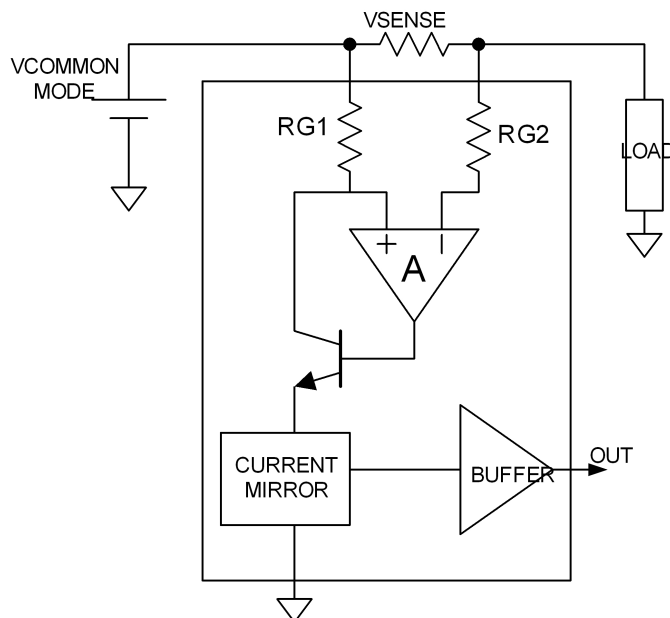 VSENSE
VCOMMON
MODE
RG1
RG2
LOAD
+
A
CURRENT
MIRROR
BUFFER
OUT